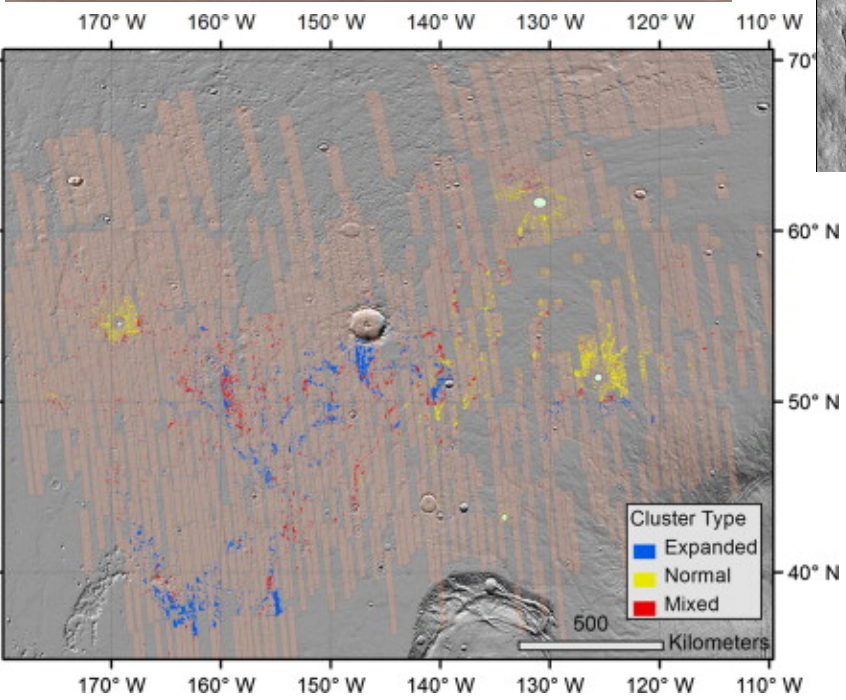 170° W 160° W 150° W 140° W 130° W 120° W 110° W
70°
60° N
50° N
40° N
Cluster Type
Expanded
Normal
Mixed
500
Kilometers
170° W 160° W 150° W 140° W 130° W 120° W 110° W